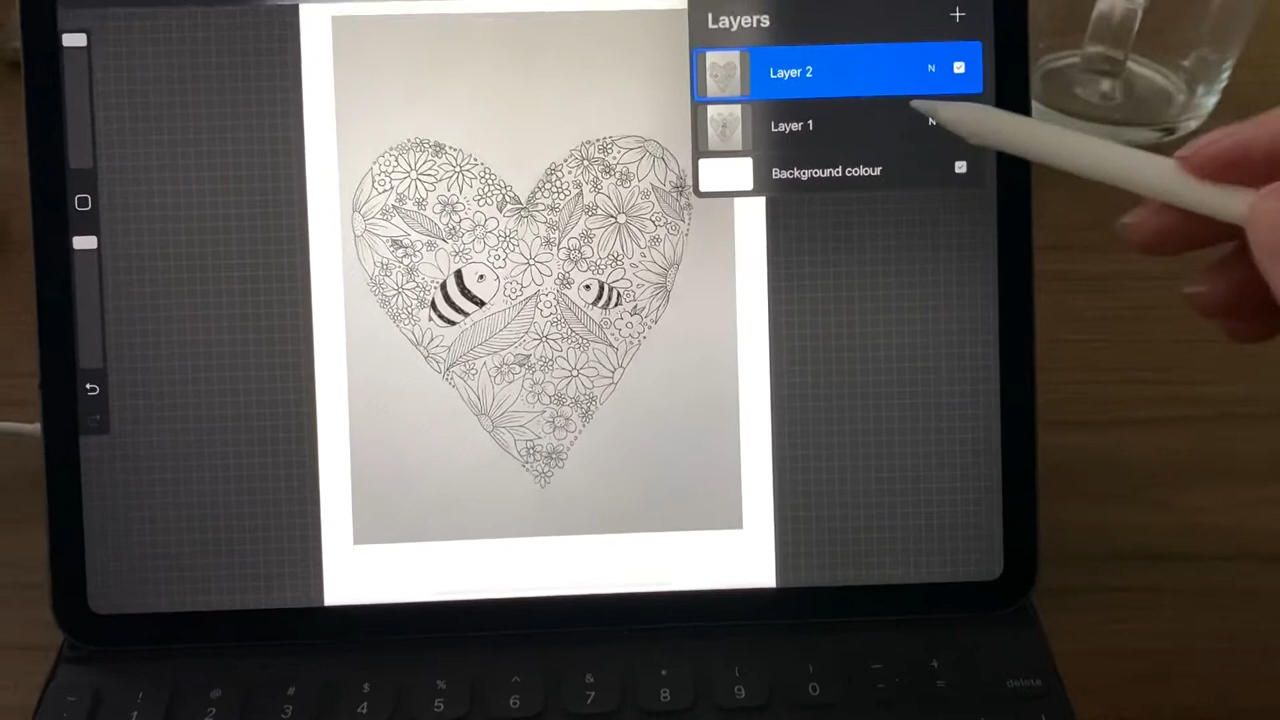 Layers
Layer 2 N
Layer 1 N
Background colour
~ ! @ # $ % ^ & * ( ) — +
1 2 3 4 5 6 7 8 9 0 - = delete